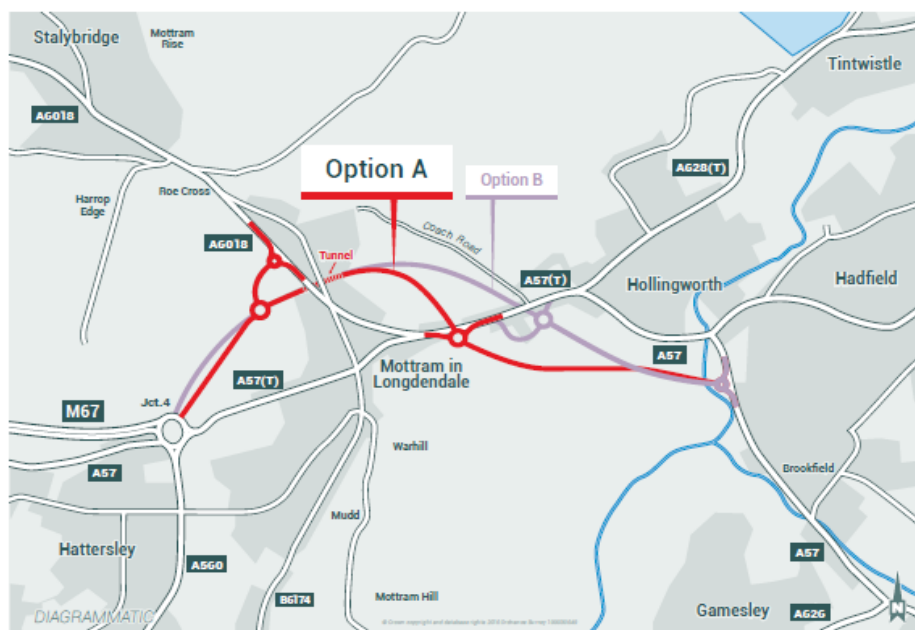 Stalybridge
Mottram
Rise
Tintwistle
A6018
A628(T)
Option A
Option B
Roe Cross
Harrop
Edge
Coach Road
A6018
Tunnel
A57(T)
Hollingworth
Hadfield
A57
Mottram in
Longdendale
A57(T)
Jct.4
M67
Warhill
A57
Brookfield
Mudd
Hattersley
A57
A560
B6174
Mottram Hill
Gamesley
A626
N
DIAGRAMMATIC